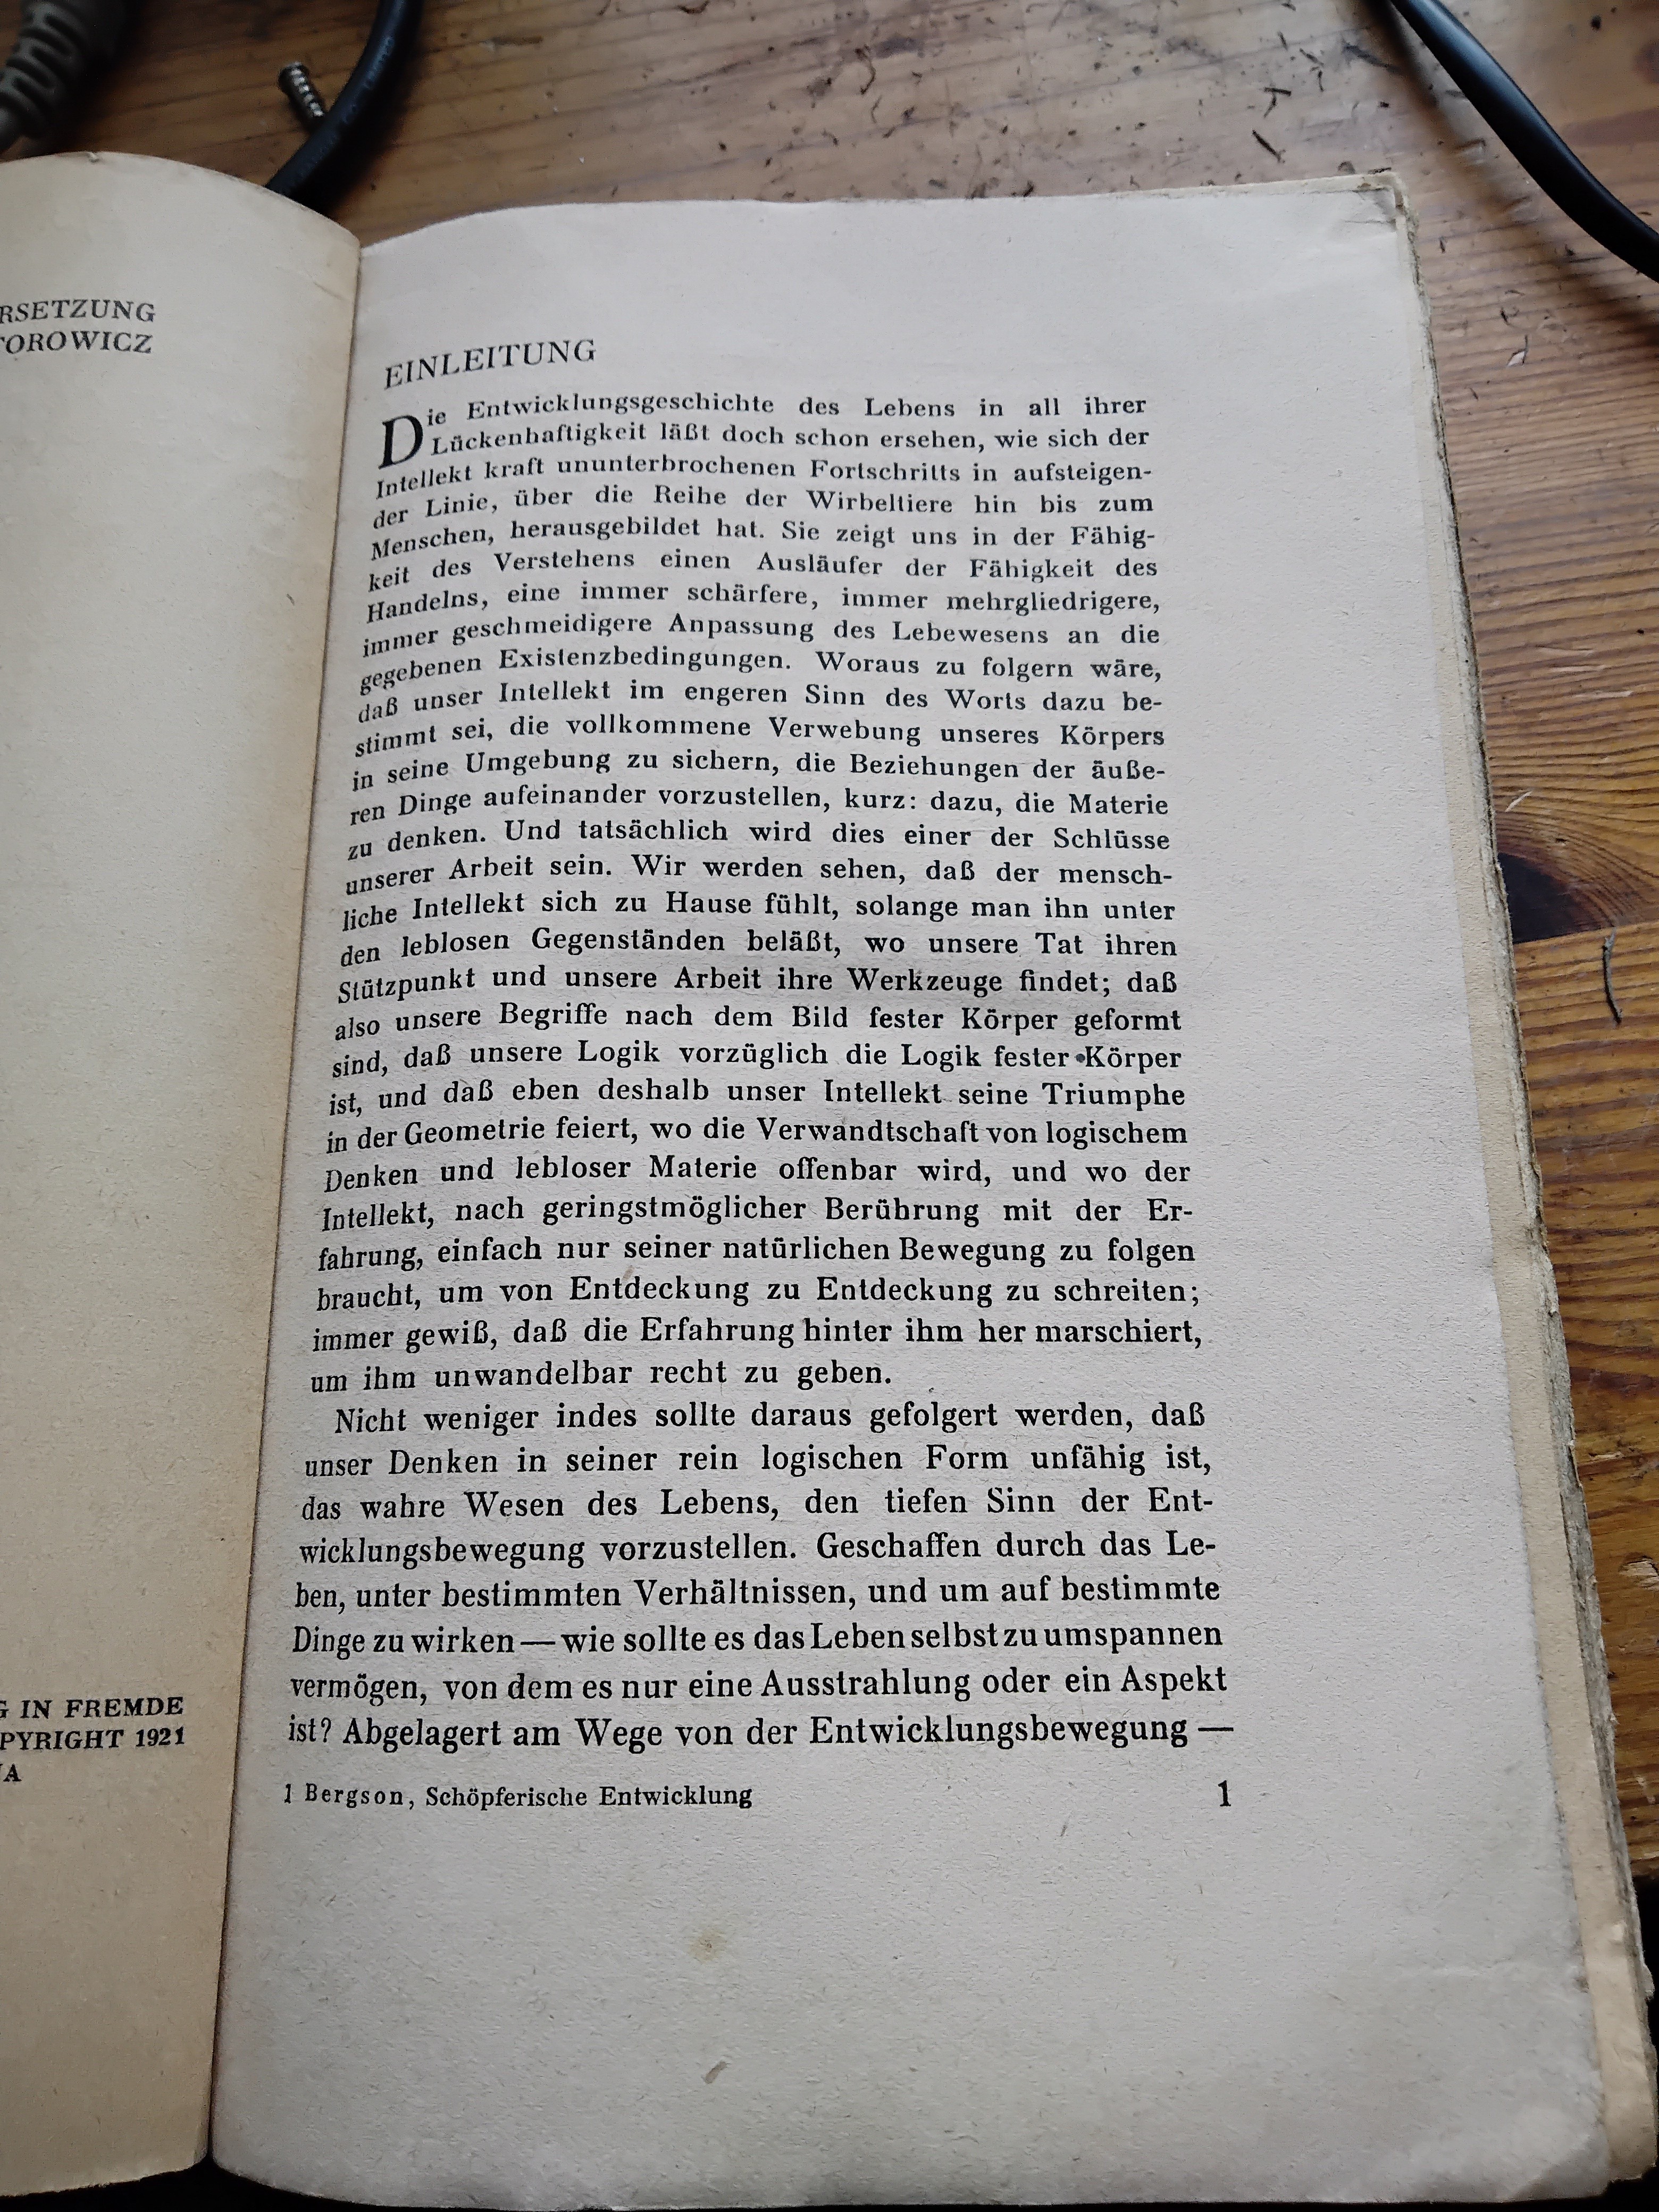 RSETZUNG
TOROWICZ
G IN FREMDE
PYRIGHT 1921
EINLEITUNG
Die Entwicklungsgeschichte des Lebens in all ihrer
Lückenhaftigkeit läßt doch schon ersehen, wie sich der
Intellekt kraft ununterbrochenen Fortschritts in aufsteigen-
der Linie, über die Reihe der Wirbeltiere hin bis zum
Menschen, herausgebildet hat. Sie zeigt uns in der Fähig-
keit des Verstehens einen Ausläufer der Fähigkeit des
Handelns, eine immer schärfere, immer mehrgliedrigere,
immer geschmeidigere Anpassung des Lebewesens an die
gegebenen Existenzbedingungen. Woraus zu folgern wäre,
daß unser Intellekt im engeren Sinn des Worts dazu be-
stimmt sei, die vollkommene Verwebung unseres Körpers
in seine Umgebung zu sichern, die Beziehungen der äuße-
ren Dinge aufeinander vorzustellen, kurz: dazu, die Materie
zu denken. Und tatsächlich wird dies einer der Schlüsse
unserer Arbeit sein. Wir werden sehen, daß der mensch-
liche Intellekt sich zu Hause fühlt, solange man ihn unter
den leblosen Gegenständen beläßt, wo unsere Tat ihren
Stützpunkt und unsere Arbeit ihre Werkzeuge findet; daß
also unsere Begriffe nach dem Bild fester Körper geformt
sind, daß unsere Logik vorzüglich die Logik fester Körper
ist, und daß eben deshalb unser Intellekt seine Triumphe
in der Geometrie feiert, wo die Verwandtschaft von logischem
Denken und lebloser Materie offenbar wird, und wo der
Intellekt, nach geringstmöglicher Berührung mit der Er-
fahrung, einfach nur seiner natürlichen Bewegung zu folgen
braucht, um von Entdeckung zu Entdeckung zu schreiten;
immer gewiß, daß die Erfahrung hinter ihm her marschiert,
um ihm unwandelbar recht zu geben.
Nicht weniger indes sollte daraus gefolgert werden, daß
unser Denken in seiner rein logischen Form unfähig ist,
das wahre Wesen des Lebens, den tiefen Sinn der Ent-
wicklungsbewegung vorzustellen. Geschaffen durch das Le-
ben, unter bestimmten Verhältnissen, und um auf bestimmte
Dinge zu wirken — wie sollte es das Leben selbst zu umspannen
vermögen, von dem es nur eine Ausstrahlung oder ein Aspekt
ist? Abgelagert am Wege von der Entwicklungsbewegung —
1 Bergson, Schöpferische Entwicklung 1